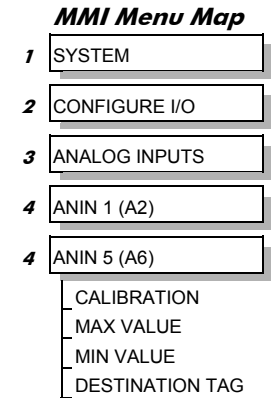 MMI Menu Map
1 SYSTEM
2 CONFIGURE I/O
3 ANALOG INPUTS
4 ANIN 1 (A2)
4 ANIN 5 (A6)
CALIBRATION
MAX VALUE
MIN VALUE
DESTINATION TAG